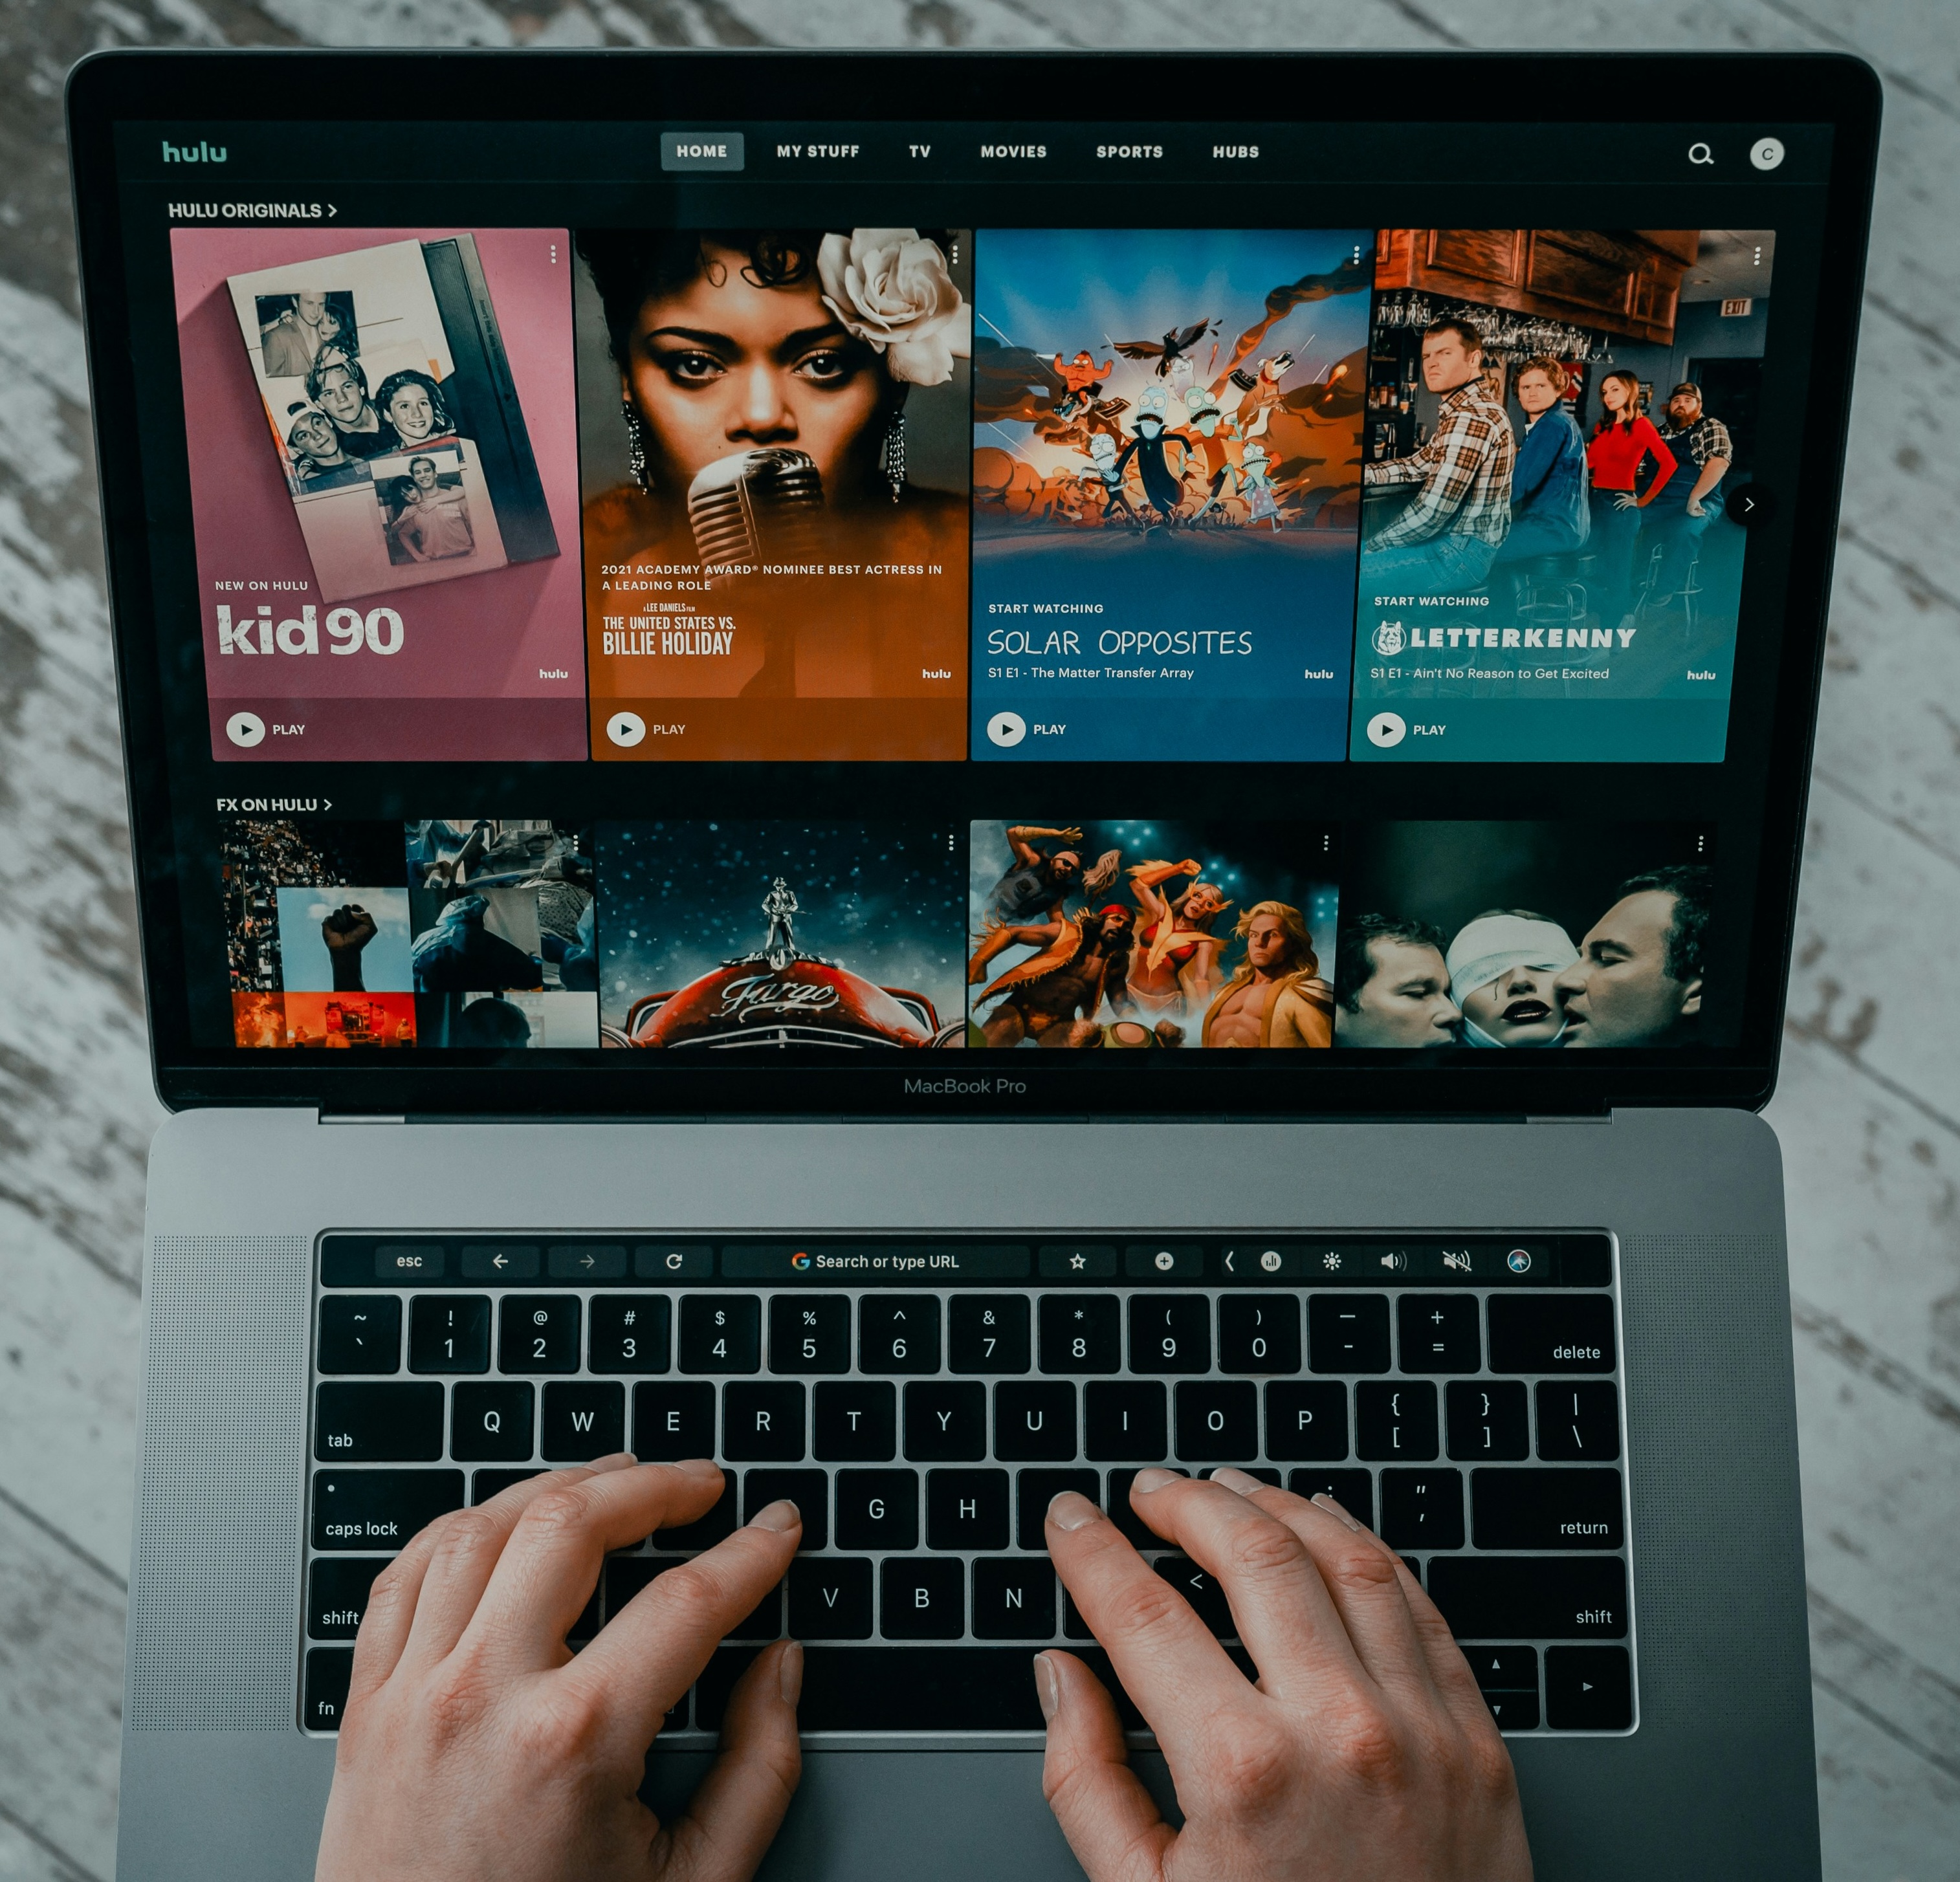 hulu
HOME MY STUFF TV MOVIES SPORTS HUBS
C
HULU ORIGINALS >
EXIT
NEW ON HULU
kid 90
hulu
PLAY
2021 ACADEMY AWARD® NOMINEE BEST ACTRESS IN
A LEADING ROLE
A LEE DANIELS FILM
THE UNITED STATES VS.
BILLIE HOLIDAY
hulu
PLAY
START WATCHING
SOLAR OPPOSITES
S1 E1 - The Matter Transfer Array
hulu
PLAY
START WATCHING
LETTERKENNY
S1 E1 - Ain't No Reason to Get Excited
hulu
PLAY
FX ON HULU >
Fargo
MacBook Pro
esc ← → G Search or type URL
~ ! @ # $ % ^ & * ( ) — +
` 1 2 3 4 5 6 7 8 9 0 - = delete
tab Q W E R T Y U I O P { [ } ] | \
caps lock G H : " ' return
shift V B N < shift
fn